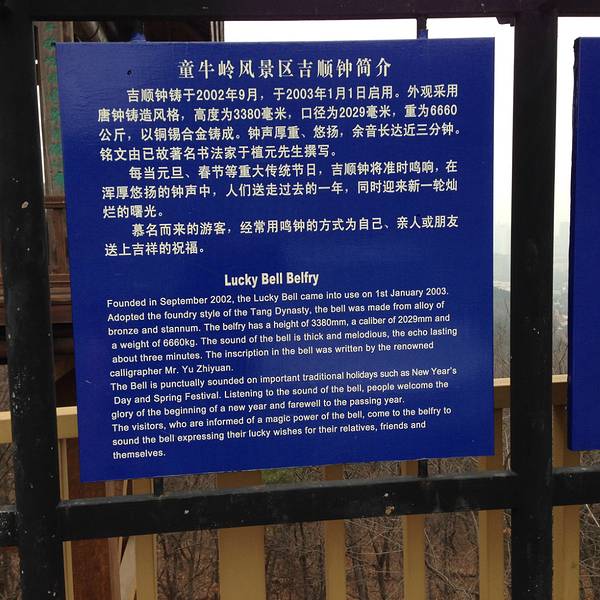 童牛岭风景区吉顺钟简介
吉顺钟铸于2002年9月，于2003年1月1日启用。外观采用
唐钟铸造风格，高度为3380毫米，口径为2029毫米，重为6660
公斤，以铜锡合金铸成。钟声厚重、悠扬，余音长达近三分钟。
铭文由已故著名书法家于植元先生撰写。
每当元旦、春节等重大传统节日，吉顺钟将准时鸣响，在
浑厚悠扬的钟声中，人们送走过去的一年，同时迎来新一轮灿
烂的曙光。
慕名而来的游客，经常用鸣钟的方式为自己、亲人或朋友
送上吉祥的祝福。
Lucky Bell Belfry
Founded in September 2002, the Lucky Bell came into use on 1st January 2003.
Adopted the foundry style of the Tang Dynasty, the bell was made from alloy of
bronze and stannum. The belfry has a height of 3380mm, a caliber of 2029mm and
a weight of 6660kg. The sound of the bell is thick and melodious, the echo lasting
about three minutes. The inscription in the bell was written by the renowned
calligrapher Mr. Yu Zhiyuan.
The Bell is punctually sounded on important traditional holidays such as New Year's
Day and Spring Festival. Listening to the sound of the bell, people welcome the
glory of the beginning of a new year and farewell to the passing year.
The visitors, who are informed of a magic power of the bell, come to the belfry to
sound the bell expressing their lucky wishes for their relatives, friends and
themselves.